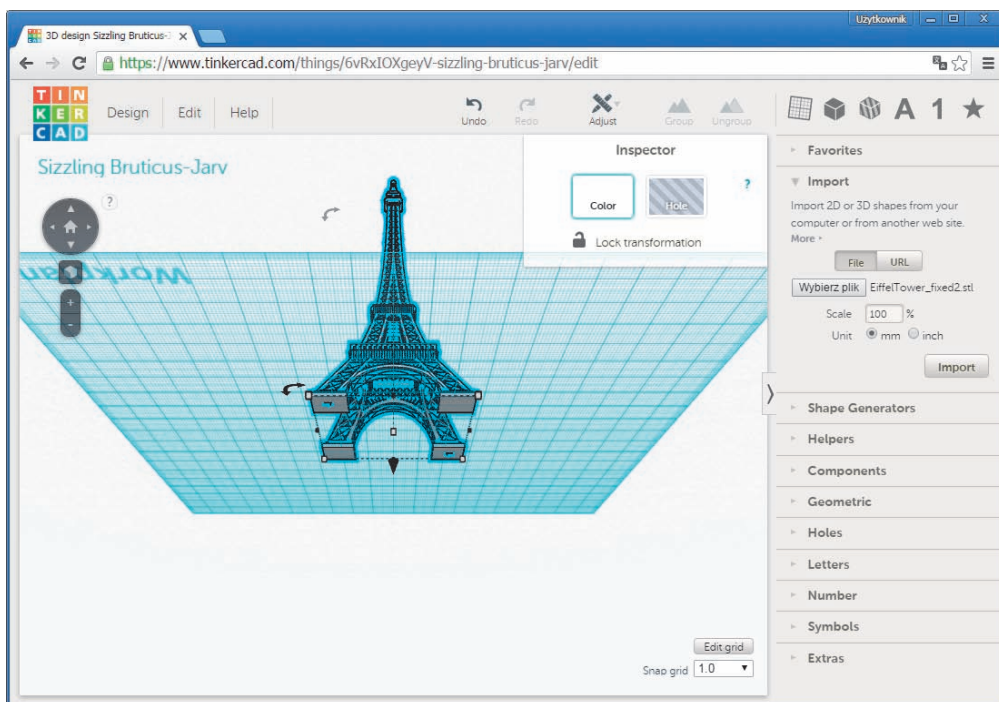 Użytkownik
3D design Sizzling Bruticus-J
https://www.tinkercad.com/things/6vRxIOXgeyV-sizzling-bruticus-jarv/edit
TIN
KER
CAD
Design Edit Help
Undo Redo Adjust Group Ungroup
A 1
Sizzling Bruticus-Jarv
?
Inspector
Color Hole
?
Lock transformation
+
-
Favorites
Import
Import 2D or 3D shapes from your
computer or from another web site.
More
File URL
Wybierz plik EiffelTower_fixed2.stl
Scale 100 %
Unit mm inch
Import
Shape Generators
Helpers
Components
Geometric
Holes
Letters
Number
Symbols
Extras
Edit grid
Snap grid 1.0